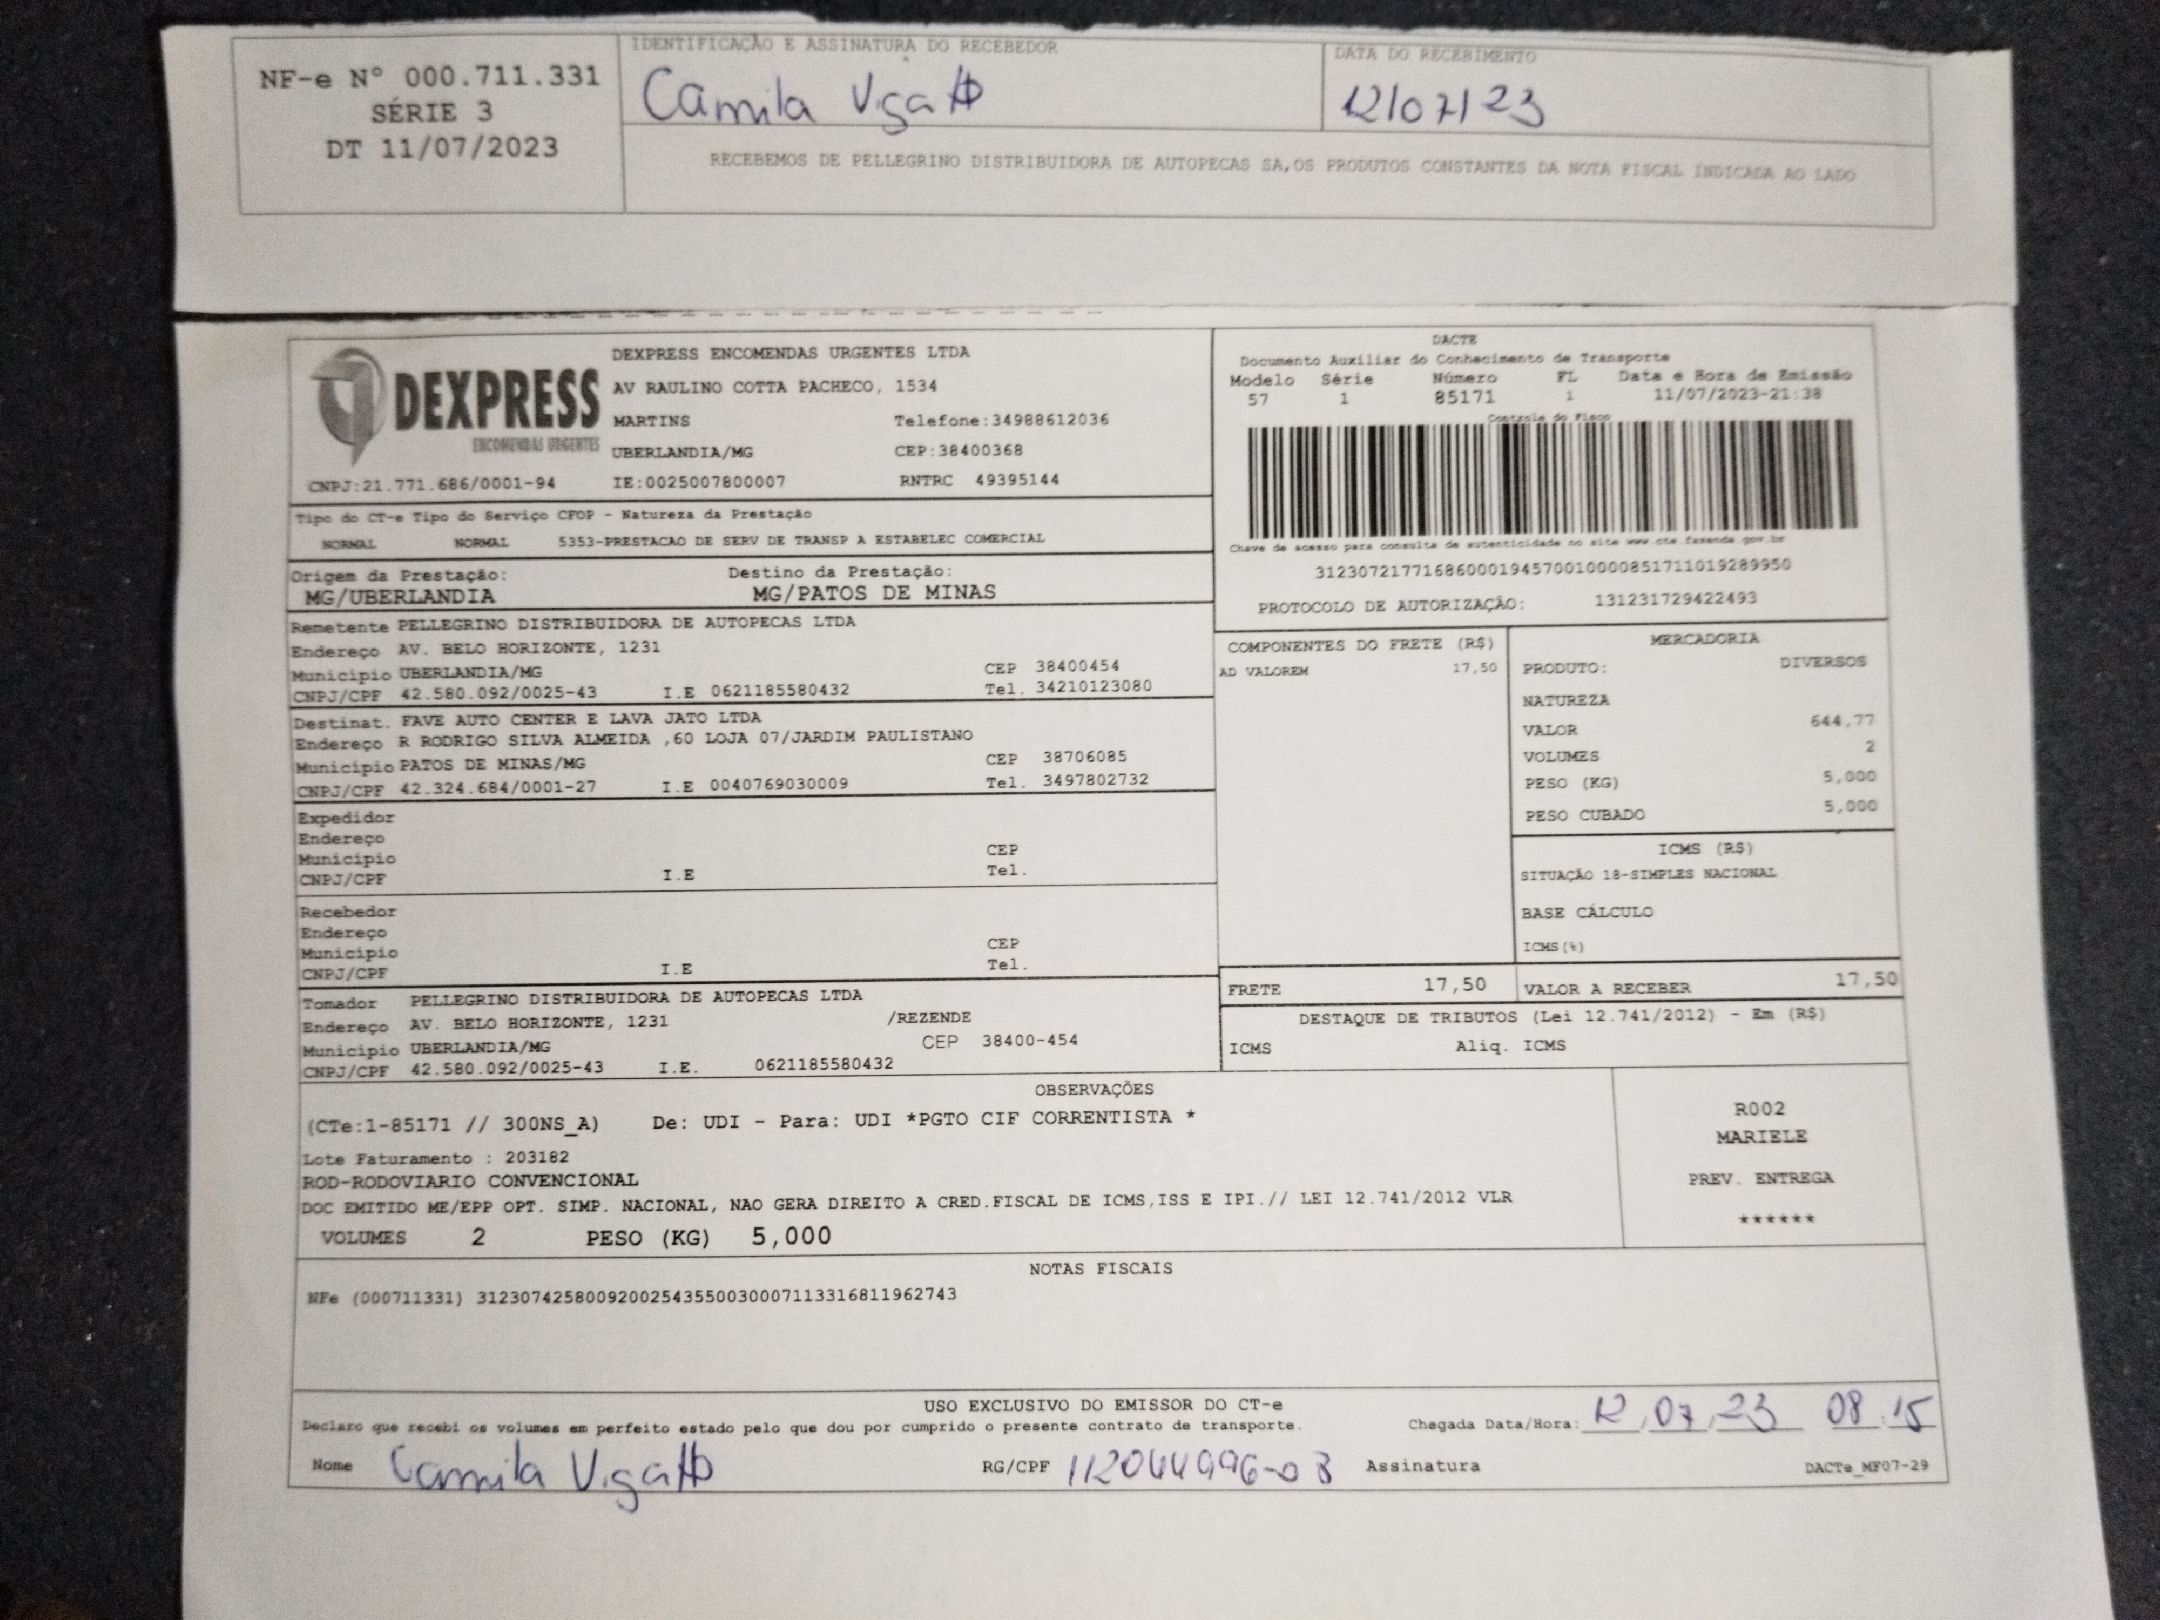 NF-e Nº 000.711.331
SÉRIE 3
DT 11/07/2023
IDENTIFICAÇÃO E ASSINATURA DO RECEBEDOR
Camila
DATA DO RECEBIMENTO
12/07/23
RECEBEMOS DE PELLEGRINO DISTRIBUIDORA DE AUTOPECAS SA,OS PRODUTOS CONSTANTES DA NOTA FISCAL INDICADA AO LADO
DEXPRESS
ENCOMENDAS URGENTES
DEXPRESS ENCOMENDAS URGENTES LTDA
AV RAULINO COTTA PACHECO, 1534
MARTINS Telefone:34988612036
UBERLANDIA/MG CEP:38400368
CNPJ:21.771.686/0001-94 IE:0025007800007 RNTRC 49395144
DACTE
Documento Auxiliar do Conhecimento de Transporte
Modelo Série Número FL Data e Hora de Emissão
57 1 85171 1 11/07/2023-21:38
Controle do Fisco
Chave de acesso para consulta de autenticidade no site www.cte.fazenda.gov.br
31230721771686000194570010000851711019289950
PROTOCOLO DE AUTORIZAÇÃO: 131231729422493
Tipo do CT-e Tipo do Serviço CFOP - Natureza da Prestação
NORMAL NORMAL 5353-PRESTACAO DE SERV DE TRANSP A ESTABELEC COMERCIAL
Origem da Prestação: Destino da Prestação:
MG/UBERLANDIA MG/PATOS DE MINAS
Remetente PELLEGRINO DISTRIBUIDORA DE AUTOPECAS LTDA
Endereço AV. BELO HORIZONTE, 1231
Município UBERLANDIA/MG CEP 38400454
CNPJ/CPF 42.580.092/0025-43 I.E 0621185580432 Tel. 34210123080
Destinat. FAVE AUTO CENTER E LAVA JATO LTDA
Endereço R RODRIGO SILVA ALMEIDA ,60 LOJA 07/JARDIM PAULISTANO
Município PATOS DE MINAS/MG CEP 38706085
CNPJ/CPF 42.324.684/0001-27 I.E 0040769030009 Tel. 3497802732
Expedidor
Endereço
Município CEP
CNPJ/CPF I.E Tel.
Recebedor
Endereço
Município CEP
CNPJ/CPF I.E Tel.
Tomador PELLEGRINO DISTRIBUIDORA DE AUTOPECAS LTDA
Endereço AV. BELO HORIZONTE, 1231 /REZENDE
Município UBERLANDIA/MG CEP 38400-454
CNPJ/CPF 42.580.092/0025-43 I.E. 0621185580432
COMPONENTES DO FRETE (R$)
AD VALOREM 17,50
MERCADORIA
PRODUTO: DIVERSOS
NATUREZA
VALOR 644,77
VOLUMES 2
PESO (KG) 5,000
PESO CUBADO 5,000
ICMS (R$)
SITUAÇÃO 18-SIMPLES NACIONAL
BASE CÁLCULO
ICMS(%)
FRETE 17,50 VALOR A RECEBER 17,50
DESTAQUE DE TRIBUTOS (Lei 12.741/2012) - Em (R$)
ICMS Aliq. ICMS
OBSERVAÇÕES
(CTe:1-85171 // 300NS_A) De: UDI - Para: UDI *PGTO CIF CORRENTISTA *
Lote Faturamento : 203182
ROD-RODOVIARIO CONVENCIONAL
DOC EMITIDO ME/EPP OPT. SIMP. NACIONAL, NAO GERA DIREITO A CRED.FISCAL DE ICMS,ISS E IPI.// LEI 12.741/2012 VLR
VOLUMES 2 PESO (KG) 5,000
R002
MARIELE
PREV. ENTREGA
******
NOTAS FISCAIS
NFe (000711331) 31230742580092002543550030007113316811962743
USO EXCLUSIVO DO EMISSOR DO CT-e
Declaro que recebi os volumes em perfeito estado pelo que dou por cumprido o presente contrato de transporte. Chegada Data/Hora: 12,07,23 08:15
Nome Camila RG/CPF 112044996-03 Assinatura DACTe_MF07-29